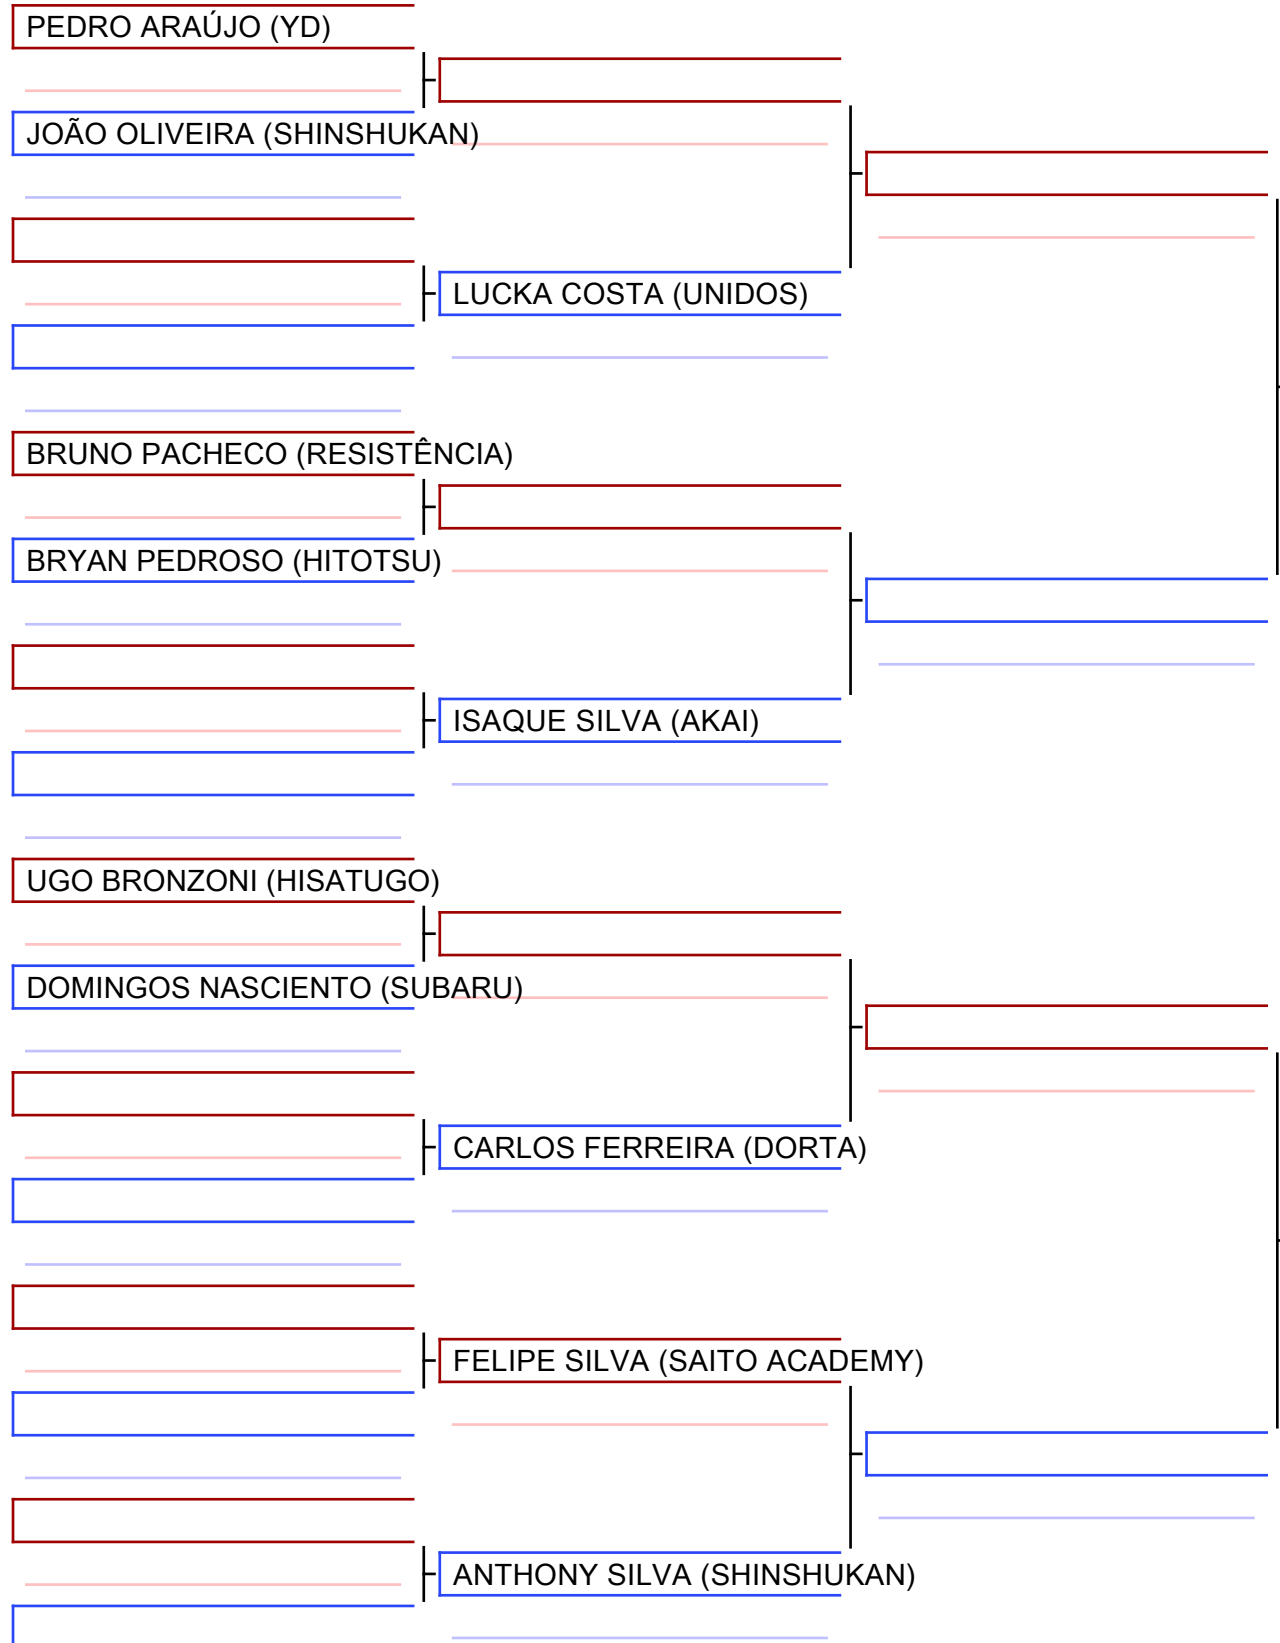 PEDRO ARAÚJO (YD)
JOÃO OLIVEIRA (SHINSHUKAN)
LUCKA COSTA (UNIDOS)
BRUNO PACHECO (RESISTÊNCIA)
BRYAN PEDROSO (HITOTSU)
ISAQUE SILVA (AKAI)
UGO BRONZONI (HISATUGO)
DOMINGOS NASCIENTO (SUBARU)
CARLOS FERREIRA (DORTA)
FELIPE SILVA (SAITO ACADEMY)
ANTHONY SILVA (SHINSHUKAN)